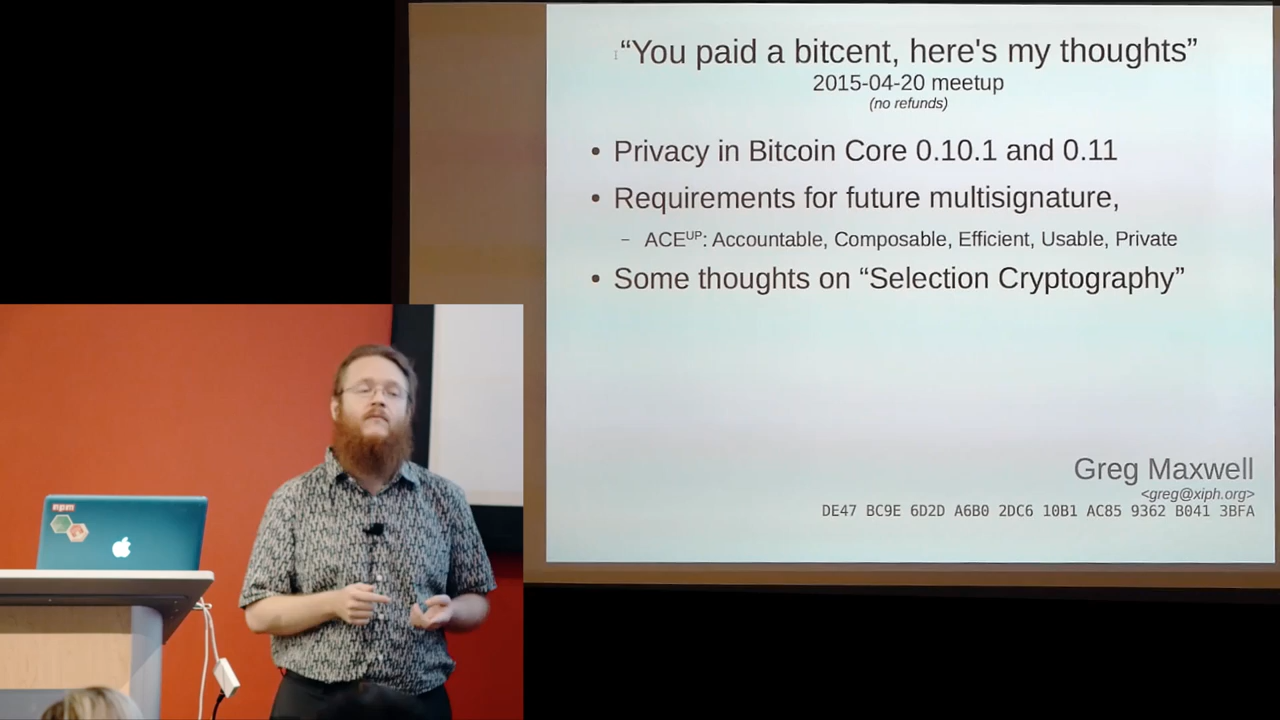 “You paid a bitcent, here's my thoughts”
2015-04-20 meetup
(no refunds)
• Privacy in Bitcoin Core 0.10.1 and 0.11
• Requirements for future multisignature,
– ACEUP: Accountable, Composable, Efficient, Usable, Private
• Some thoughts on “Selection Cryptography”
Greg Maxwell
<greg@xiph.org>
DE47 BC9E 6D2D A6B0 2DC6 10B1 AC85 9362 B041 3BFA
npm